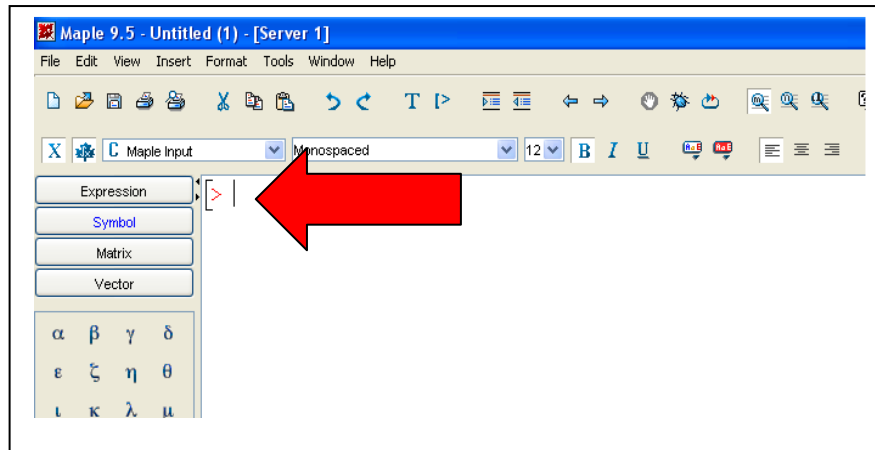 Maple 9.5 - Untitled (1) - [Server 1]
File Edit View Insert Format Tools Window Help
T [>
X C Maple Input Monospaced 12 B I U
Expression
[>
Symbol
Matrix
Vector
α β γ δ
ε ζ η θ
ι κ λ μ